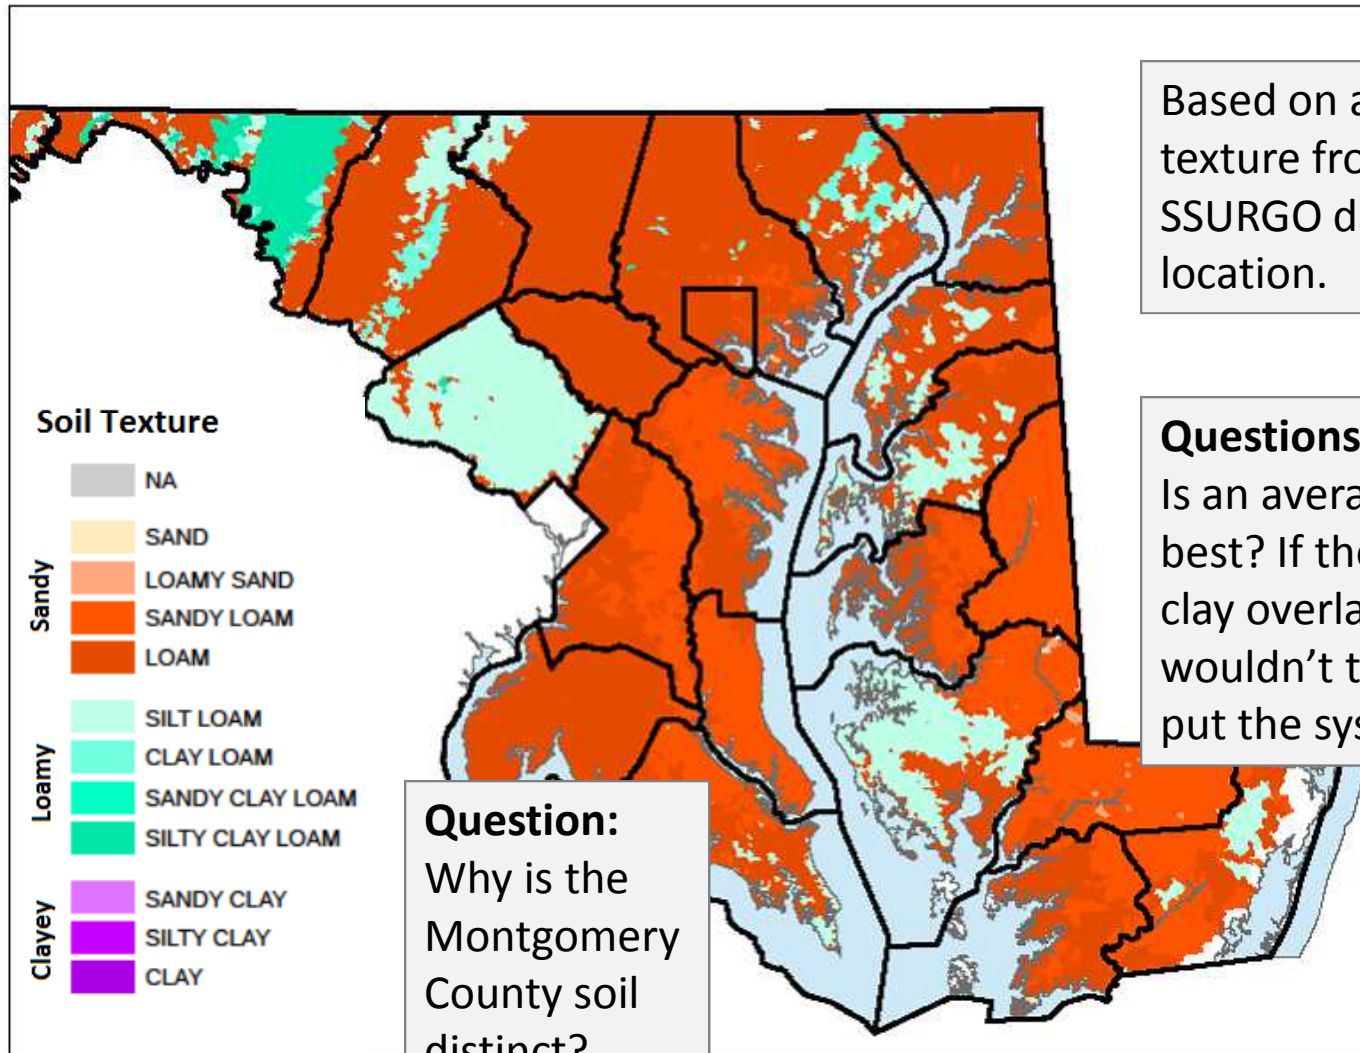 Based on a
texture fro
SSURGO d
location.
Questions
Is an avera
best? If the
clay overla
wouldn’t t
put the sys
Soil Texture
NA
Sandy
SAND
LOAMY SAND
SANDY LOAM
LOAM
Loamy
SILT LOAM
CLAY LOAM
SANDY CLAY LOAM
SILTY CLAY LOAM
Clayey
SANDY CLAY
SILTY CLAY
CLAY
Question:
Why is the
Montgomery
County soil
distinct?